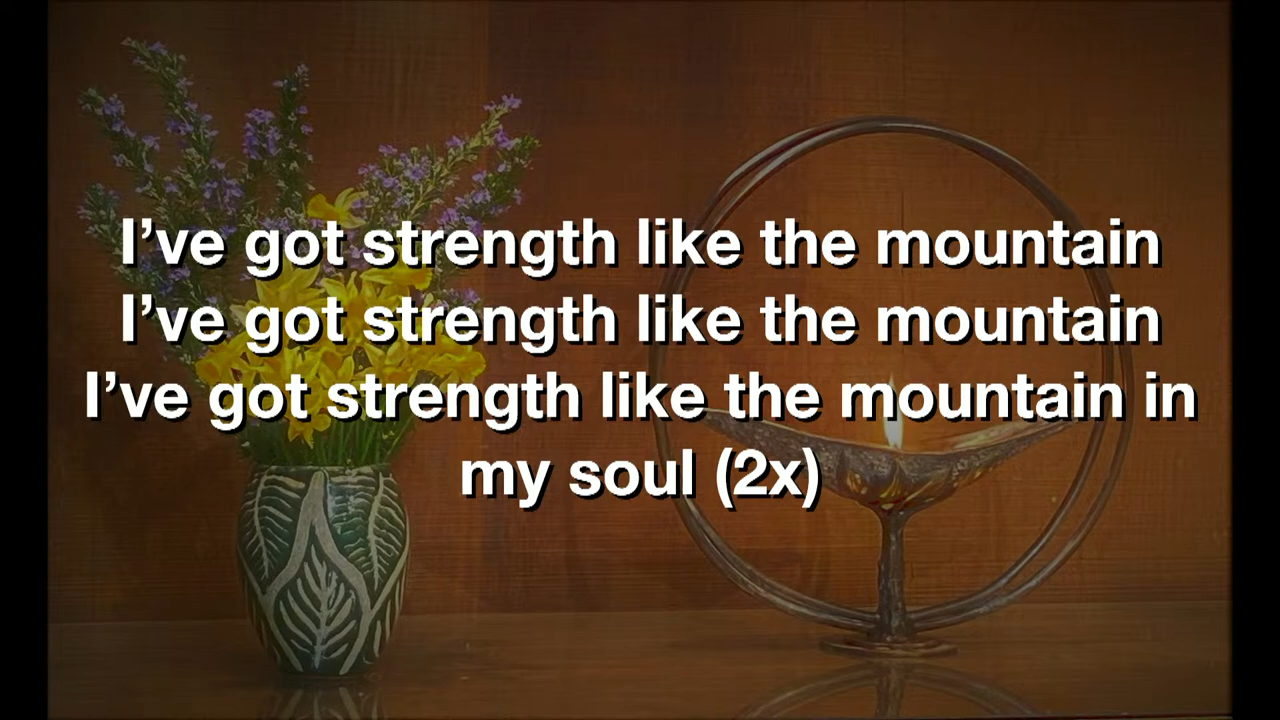 I’ve got strength like the mountain
I’ve got strength like the mountain
I’ve got strength like the mountain in
my soul (2x)